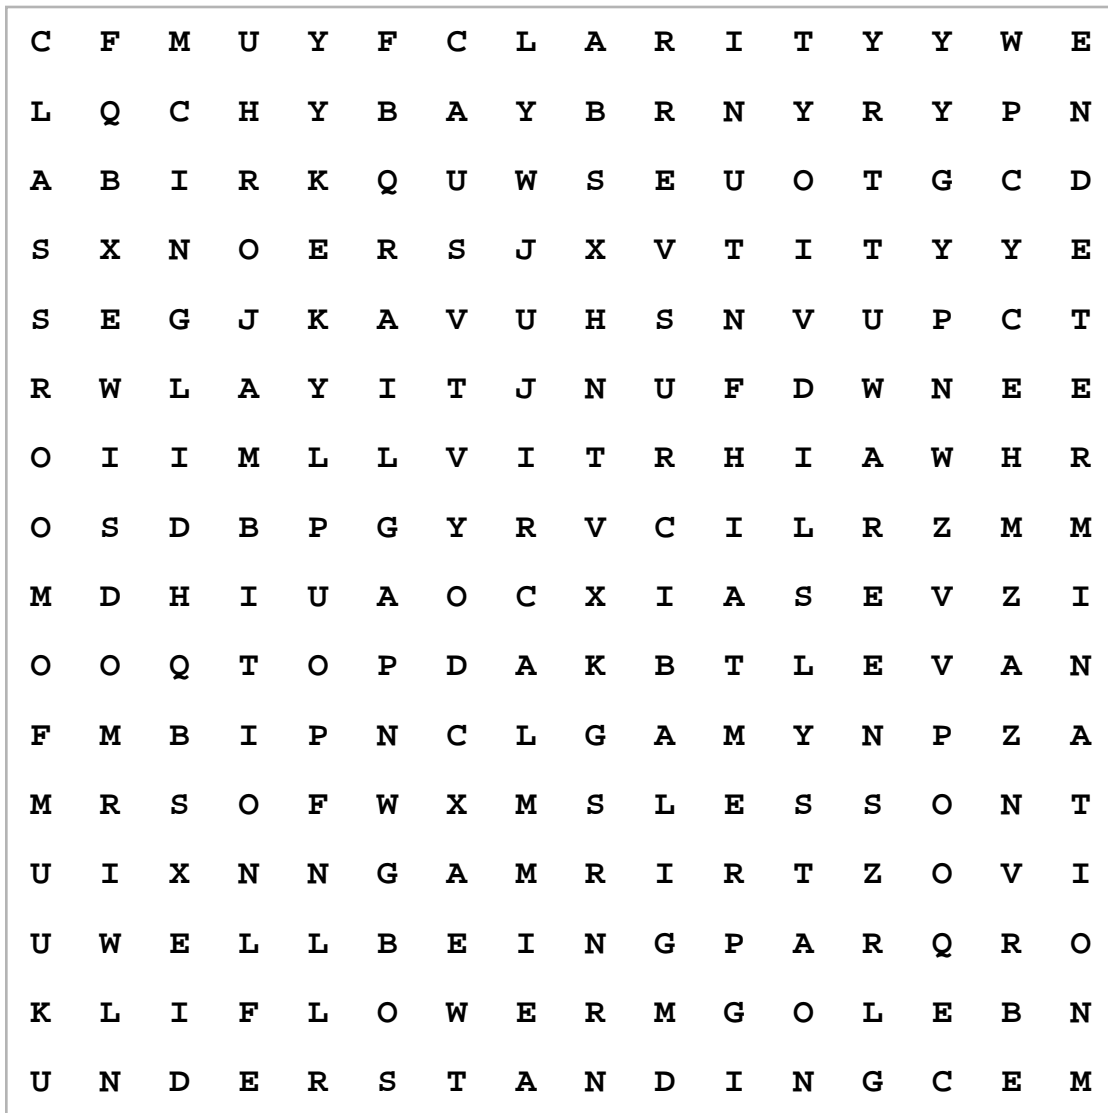 C F M U Y F C L A R I T Y Y W E
L Q C H Y B A Y B R N Y R Y P N
A B I R K Q U W S E U O T G C D
S X N O E R S J X V T I T Y Y E
S E G J K A V U H S N V U P C T
R W L A Y I T J N U F D W N E E
O I I M L L V I T R H I A W H R
O S D B P G Y R V C I L R Z M M
M D H I U A O C X I A S E V Z I
O O Q T O P D A K B T L E V A N
F M B I P N C L G A M Y N P Z A
M R S O F W X M S L E S S O N T
U I X N N G A M R I R T Z O V I
U W E L L B E I N G P A R Q R O
K L I F L O W E R M G O L E B N
U N D E R S T A N D I N G C E M